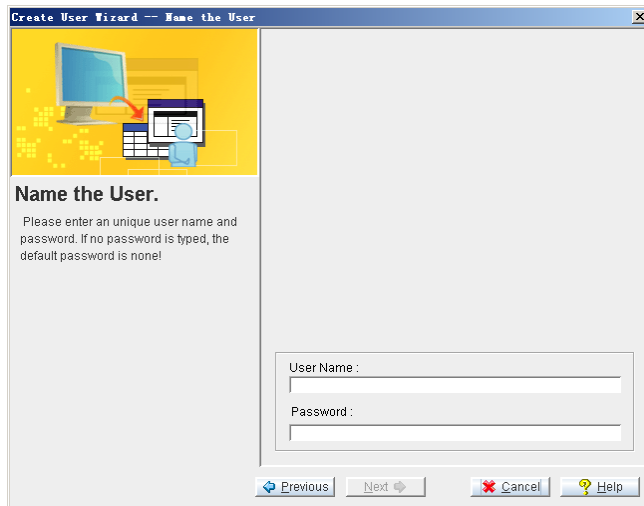 Create User Wizard -- Name the User
Name the User.
Please enter an unique user name and
password. If no password is typed, the
default password is none!
User Name :
Password :
Previous
Next
Cancel
Help